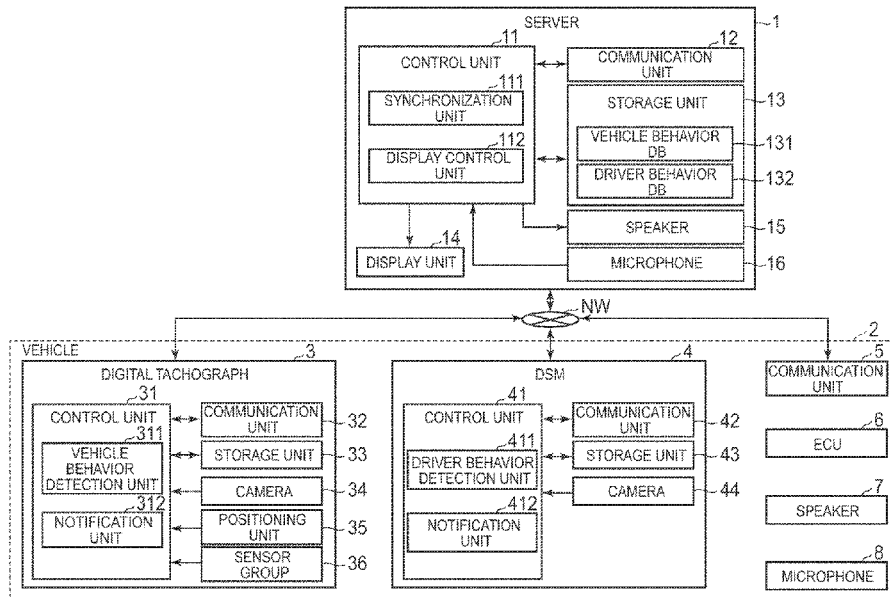 SERVER
1
11
CONTROL UNIT
111
SYNCHRONIZATION
UNIT
112
DISPLAY CONTROL
UNIT
12
COMMUNICATION
UNIT
STORAGE UNIT
13
VEHICLE BEHAVIOR
DB
131
DRIVER BEHAVIOR
DB
132
14
DISPLAY UNIT
SPEAKER
15
MICROPHONE
16
NW
VEHICLE
2
3
DIGITAL TACHOGRAPH
31
CONTROL UNIT
311
VEHICLE
BEHAVIOR
DETECTION UNIT
312
NOTIFICATION
UNIT
COMMUNICATION
UNIT
32
STORAGE UNIT
33
CAMERA
34
POSITIONING
UNIT
35
SENSOR
GROUP
36
4
DSM
41
CONTROL UNIT
411
DRIVER BEHAVIOR
DETECTION UNIT
412
NOTIFICATION
UNIT
COMMUNICATION
UNIT
42
STORAGE UNIT
43
CAMERA
44
5
COMMUNICATION
UNIT
6
ECU
7
SPEAKER
8
MICROPHONE